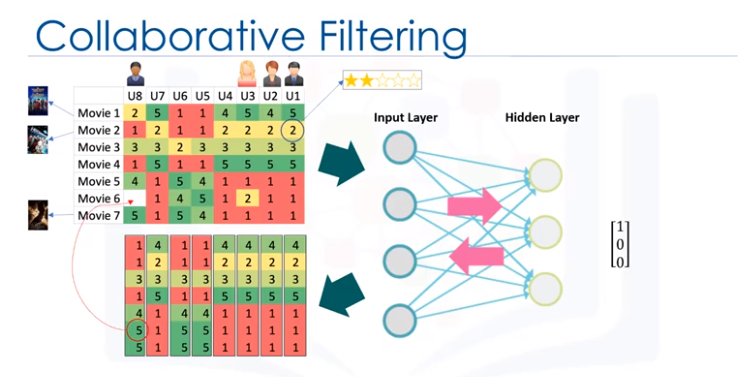 Collaborative Filtering
U8 U7 U6 U5 U4 U3 U2 U1
Movie 1 2 5 1 1 4 5 4 5
Movie 2 1 2 1 1 2 2 2 2
Movie 3 3 3 2 3 3 3 3 3
Movie 4 1 5 1 1 5 5 5 5
Movie 5 4 1 5 4 1 1 1 1
Movie 6 1 4 5 1 2 1 1
Movie 7 5 1 5 4 1 1 1 1
Input Layer
Hidden Layer
1 4 1 1 4 4 4 4
1 2 1 1 2 2 2 2
3 3 3 3 3 3 3 3
1 5 1 1 5 5 5 5
4 1 4 4 1 1 1 1
5 1 5 5 1 1 1 1
5 1 5 5 1 1 1 1
1
0
0